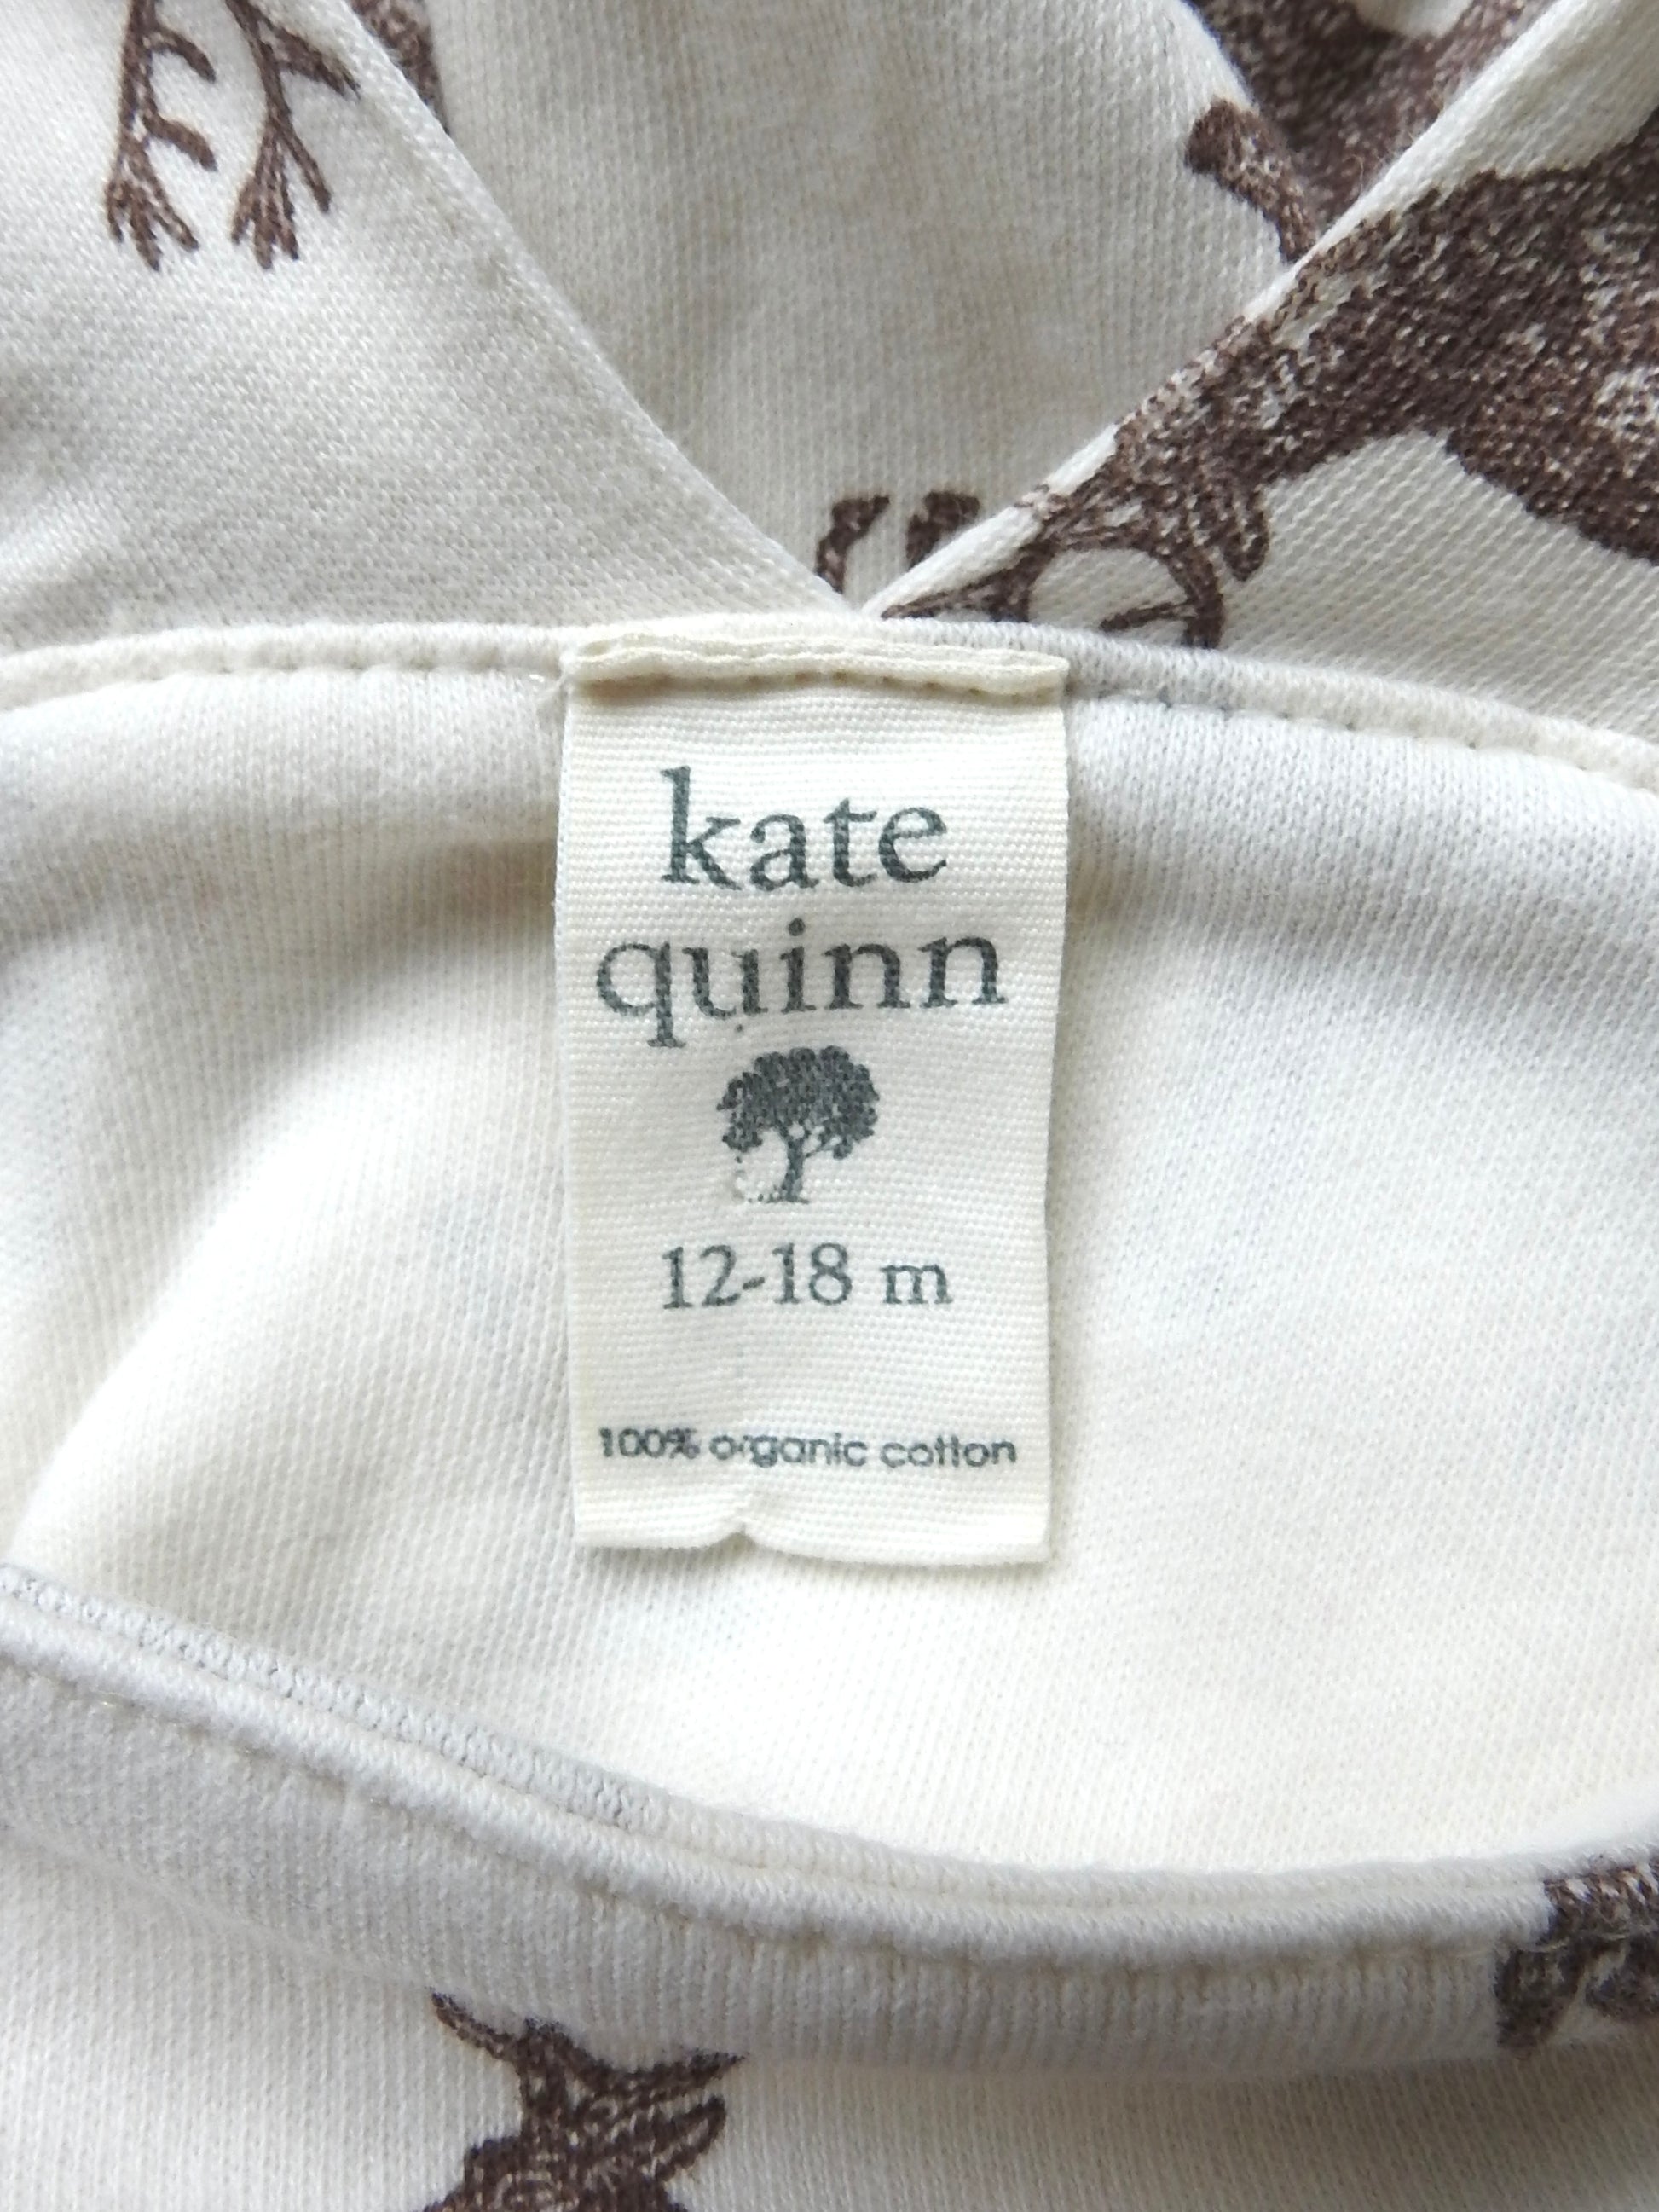 kate
quinn
12-18 m
100% organic cotton